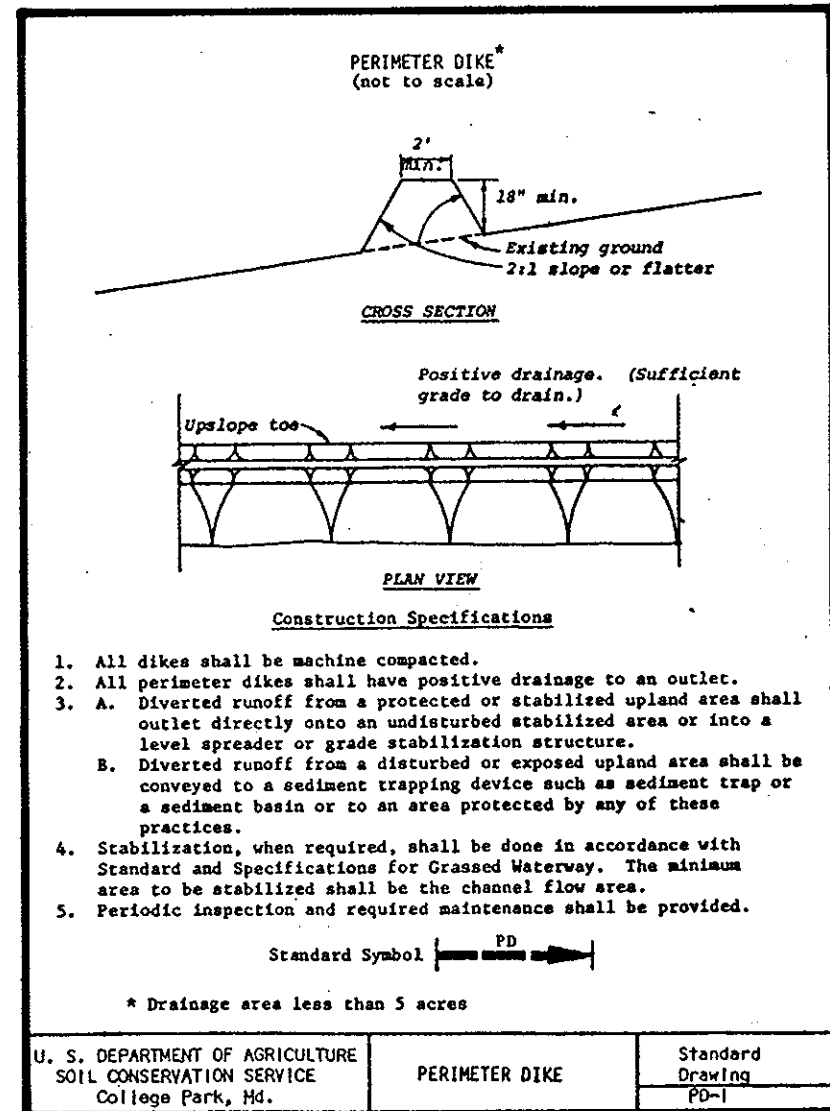 PERIMETER DIKE*
(not to scale)
2'
min.
18" min.
Existing ground
2:1 slope or flatter
CROSS SECTION
Positive drainage. (Sufficient
grade to drain.)
Upslope toe
PLAN VIEW
Construction Specifications
1. All dikes shall be machine compacted.
2. All perimeter dikes shall have positive drainage to an outlet.
3. A. Diverted runoff from a protected or stabilized upland area shall
outlet directly onto an undisturbed stabilized area or into a
level spreader or grade stabilization structure.
B. Diverted runoff from a disturbed or exposed upland area shall be
conveyed to a sediment trapping device such as sediment trap or
a sediment basin or to an area protected by any of these
practices.
4. Stabilization, when required, shall be done in accordance with
Standard and Specifications for Grassed Waterway. The minimum
area to be stabilized shall be the channel flow area.
5. Periodic inspection and required maintenance shall be provided.
Standard Symbol PD
* Drainage area less than 5 acres
U. S. DEPARTMENT OF AGRICULTURE
SOIL CONSERVATION SERVICE
College Park, Md.
PERIMETER DIKE
Standard
Drawing
PD-1